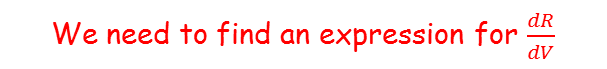 We need to find an expression for dR/dV